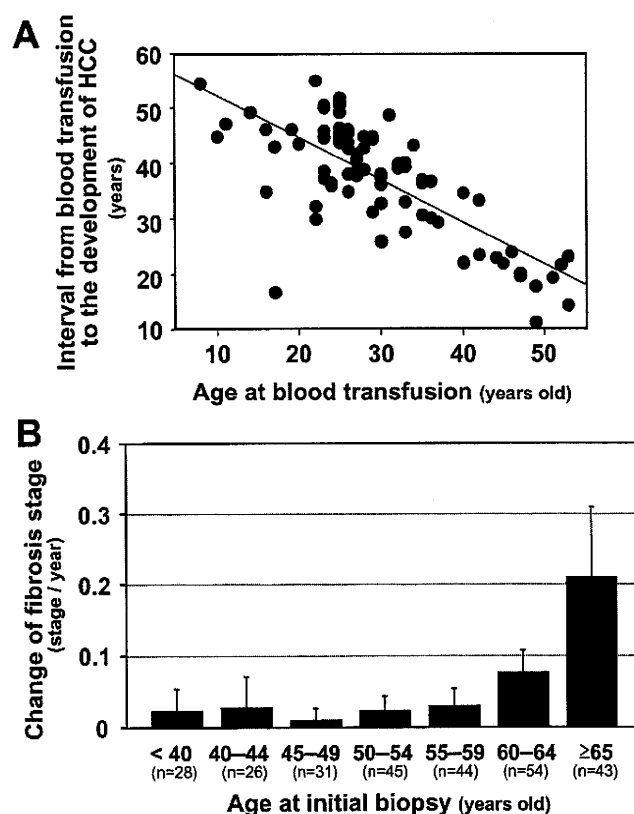 A
Interval from blood transfusion
to the development of HCC
(years)
60
50
40
30
20
10
10 20 30 40 50
Age at blood transfusion (years old)
B
Change of fibrosis stage
(stage / year)
0.4
0.3
0.2
0.1
0
< 40 40–44 45–49 50–54 55–59 60–64 ≥65
(n=28) (n=26) (n=31) (n=45) (n=44) (n=54) (n=43)
Age at initial biopsy (years old)